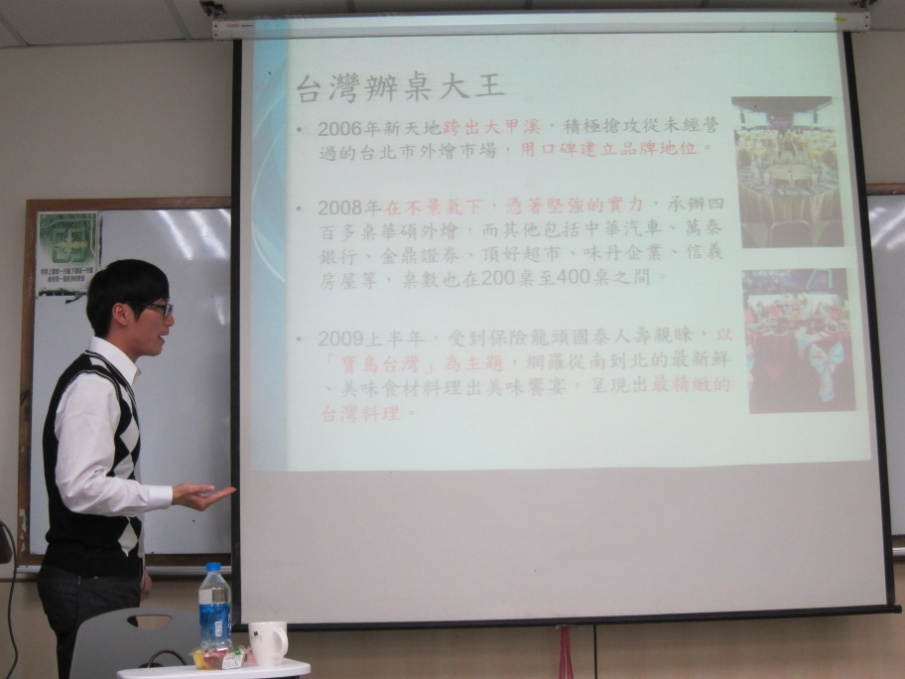 台灣辦桌大王
• 2006年新天地跨出大甲溪，積極搶攻從未經營
過的台北市外燴市場，用口碑建立品牌地位。
• 2008年在不景氣下，憑著堅強的實力，承辦四
百多桌華碩外燴，而其他包括中華汽車、萬泰
銀行、金鼎證券、頂好超市、味丹企業、信義
房屋等，桌數也在200桌至400桌之間。
• 2009上半年，受到保險龍頭國泰人壽親睞，以
「寶島台灣」為主題，網羅從南到北的最新鮮
、美味食材料理出美味饗宴，呈現出最精緻的
台灣料理。